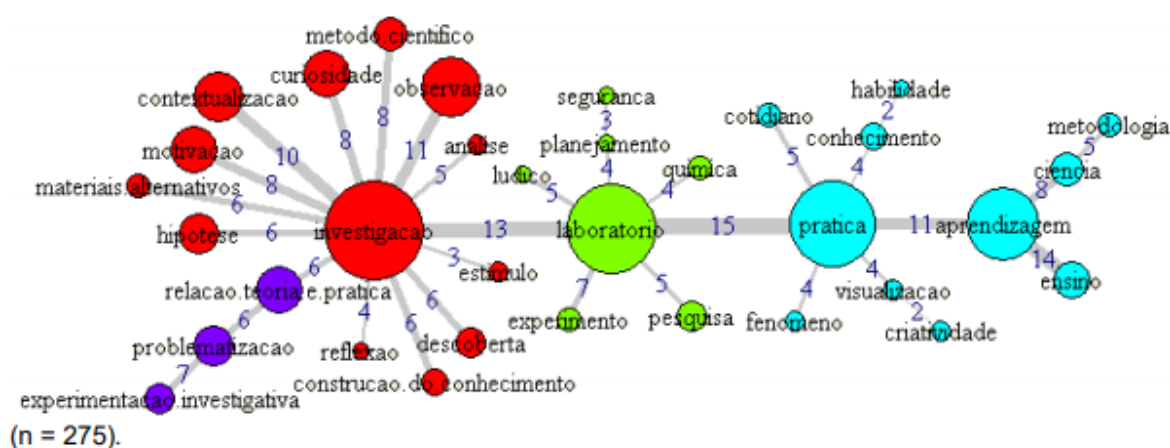 metodo.cientifico
curiosidade
observaçao
contextualizacao
8
8
seguranca
3
habilidade
2
cotidiano
conhecimento
metodologia
motivaçao
10
11
analise
planejamento
5
ciencia
8
5
4
quimica
5
4
8
materiais.alternativos
6
ludico
5
4
hipotese
6
investigacao
13
laboratorio
15
pratica
11
aprendizagem
6
3
estimulo
14
ensino
relacao.teoria.e.pratica
7
5
4
4
visualizacao
6
4
6
6
experimento
pesquisa
fenomeno
2
criatividade
problematizacao
reflexao
descoberta
7
construcao.do.conhecimento
experimentacao.investigativa
(n = 275).